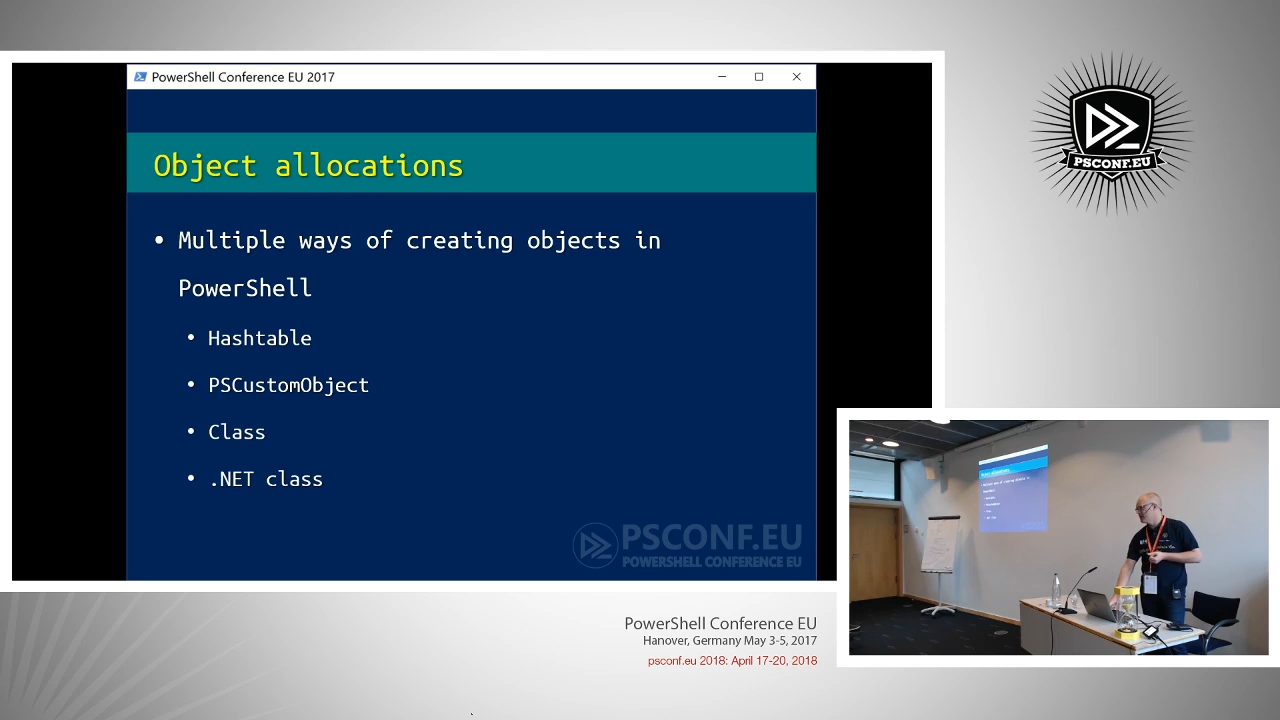 PowerShell Conference EU 2017
Object allocations
• Multiple ways of creating objects in
PowerShell
• Hashtable
• PSCustomObject
• Class
• .NET class
PSCONF.EU
POWERSHELL CONFERENCE EU
PSCONF.EU
PowerShell Conference EU
Hanover, Germany May 3-5, 2017
psconf.eu 2018: April 17-20, 2018
Object allocations